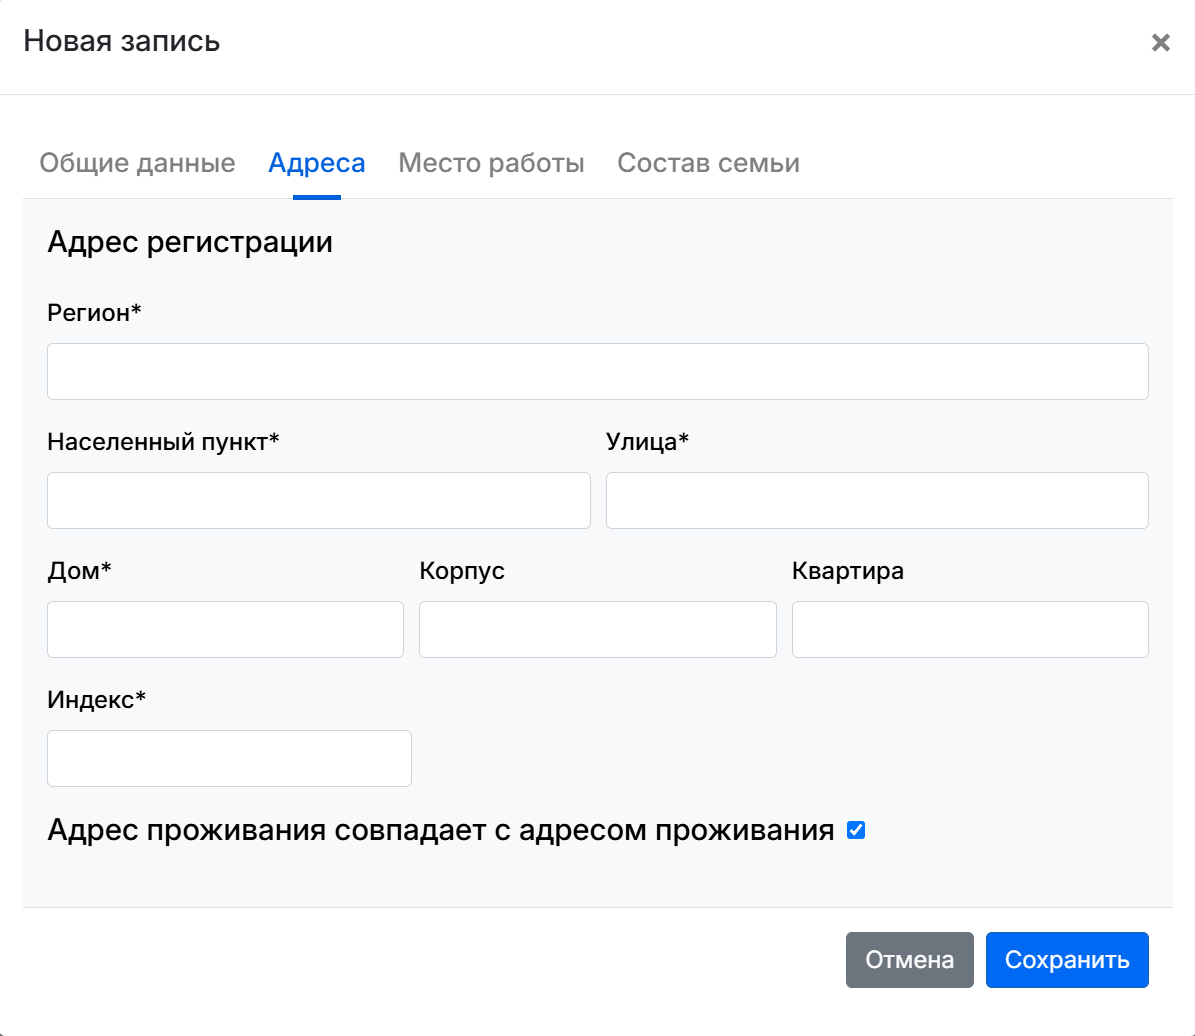 Новая запись
Общие данные Адреса Место работы Состав семьи
Адрес регистрации
Регион*
Населенный пункт* Улица*
Дом* Корпус Квартира
Индекс*
Адрес проживания совпадает с адресом проживания
Отмена Сохранить